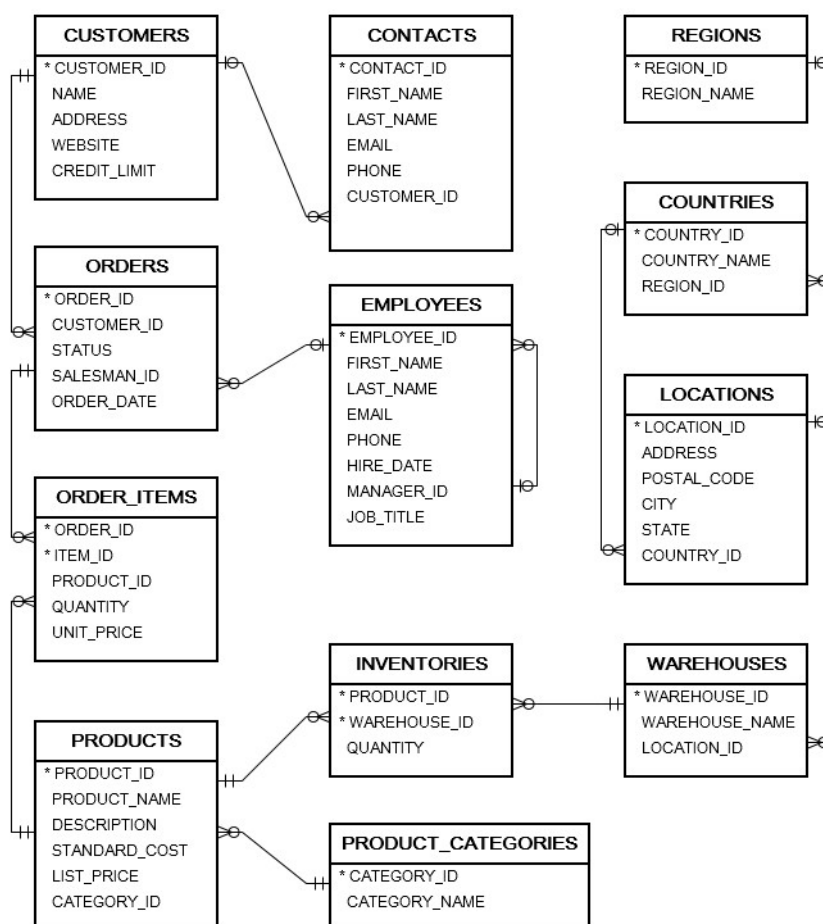 CUSTOMERS
* CUSTOMER_ID
NAME
ADDRESS
WEBSITE
CREDIT_LIMIT
CONTACTS
* CONTACT_ID
FIRST_NAME
LAST_NAME
EMAIL
PHONE
CUSTOMER_ID
REGIONS
* REGION_ID
REGION_NAME
COUNTRIES
* COUNTRY_ID
COUNTRY_NAME
REGION_ID
ORDERS
* ORDER_ID
CUSTOMER_ID
STATUS
SALESMAN_ID
ORDER_DATE
EMPLOYEES
* EMPLOYEE_ID
FIRST_NAME
LAST_NAME
EMAIL
PHONE
HIRE_DATE
MANAGER_ID
JOB_TITLE
LOCATIONS
* LOCATION_ID
ADDRESS
POSTAL_CODE
CITY
STATE
COUNTRY_ID
ORDER_ITEMS
* ORDER_ID
* ITEM_ID
PRODUCT_ID
QUANTITY
UNIT_PRICE
INVENTORIES
* PRODUCT_ID
* WAREHOUSE_ID
QUANTITY
WAREHOUSES
* WAREHOUSE_ID
WAREHOUSE_NAME
LOCATION_ID
PRODUCTS
* PRODUCT_ID
PRODUCT_NAME
DESCRIPTION
STANDARD_COST
LIST_PRICE
CATEGORY_ID
PRODUCT_CATEGORIES
* CATEGORY_ID
CATEGORY_NAME